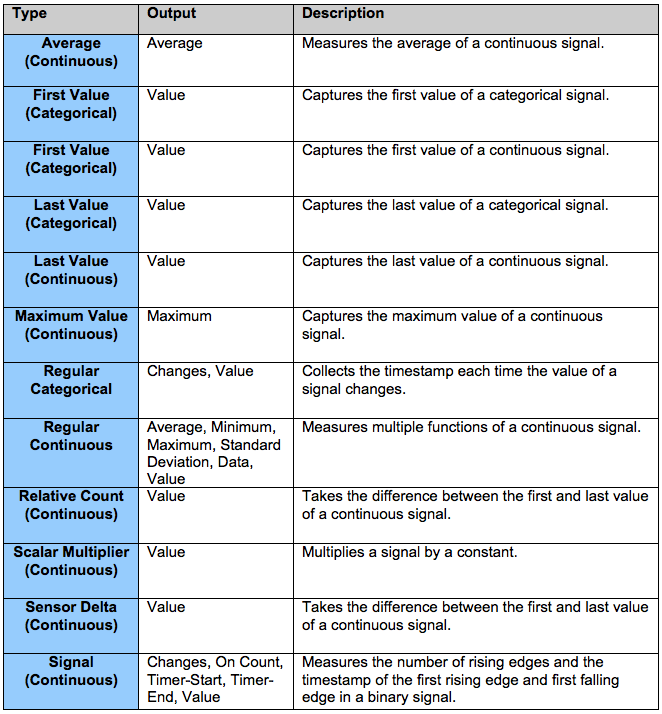 Type Output Description
Average Average Measures the average of a continuous signal.
(Continuous)
First Value Value Captures the first value of a categorical signal.
(Categorical)
First Value Value Captures the first value of a continuous signal.
(Categorical)
Last Value Value Captures the last value of a categorical signal.
(Categorical)
Last Value Value Captures the last value of a continuous signal.
(Continuous)
Maximum Value Maximum Captures the maximum value of a continuous
(Continuous) signal.
Regular Changes, Value Collects the timestamp each time the value of a
Categorical signal changes.
Regular Average, Minimum, Measures multiple functions of a continuous signal.
Continuous Maximum, Standard
Deviation, Data,
Value
Relative Count Value Takes the difference between the first and last value
(Continuous) of a continuous signal.
Scalar Multiplier Value Multiplies a signal by a constant.
(Continuous)
Sensor Delta Value Takes the difference between the first and last value
(Continuous) of a continuous signal.
Signal Changes, On Count, Measures the number of rising edges and the
(Continuous) Timer-Start, Timer- timestamp of the first rising edge and first falling
End, Value edge in a binary signal.